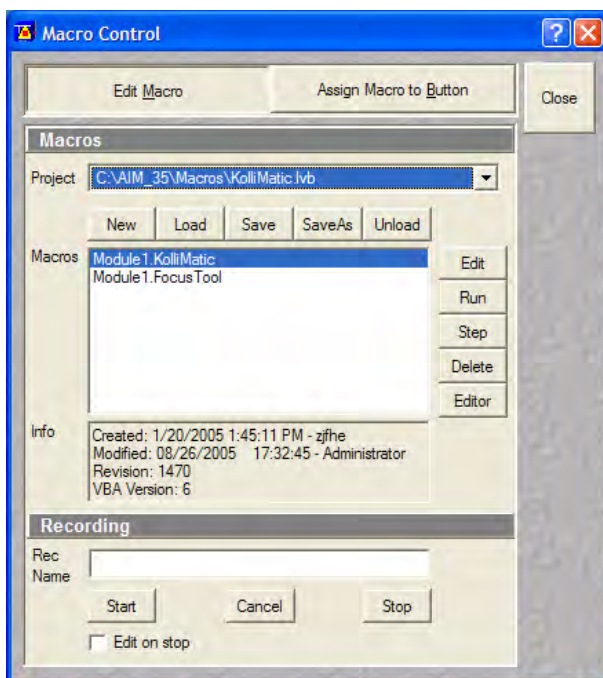 Macro Control
Edit Macro
Assign Macro to Button
Close
Macros
Project
C:\AIM_35\Macros\KolliMatic.lvb
New
Load
Save
SaveAs
Unload
Macros
Module1.KolliMatic
Module1.FocusTool
Edit
Run
Step
Delete
Editor
Info
Created: 1/20/2005 1:45:11 PM - zjfhe
Modified: 08/26/2005 17:32:45 - Administrator
Revision: 1470
VBA Version: 6
Recording
Rec
Name
Start
Cancel
Stop
Edit on stop